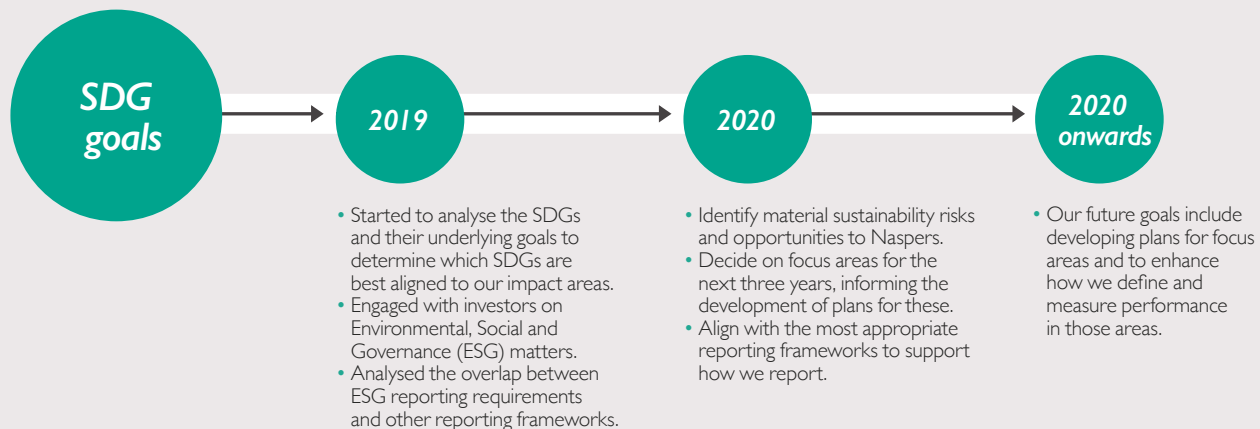 SDG
goals
2019
• Started to analyse the SDGs
and their underlying goals to
determine which SDGs are
best aligned to our impact areas.
• Engaged with investors on
Environmental, Social and
Governance (ESG) matters.
• Analysed the overlap between
ESG reporting requirements
and other reporting frameworks.
2020
• Identify material sustainability risks
and opportunities to Naspers.
• Decide on focus areas for the
next three years, informing the
development of plans for these.
• Align with the most appropriate
reporting frameworks to support
how we report.
2020
onwards
• Our future goals include
developing plans for focus
areas and to enhance
how we define and
measure performance
in those areas.